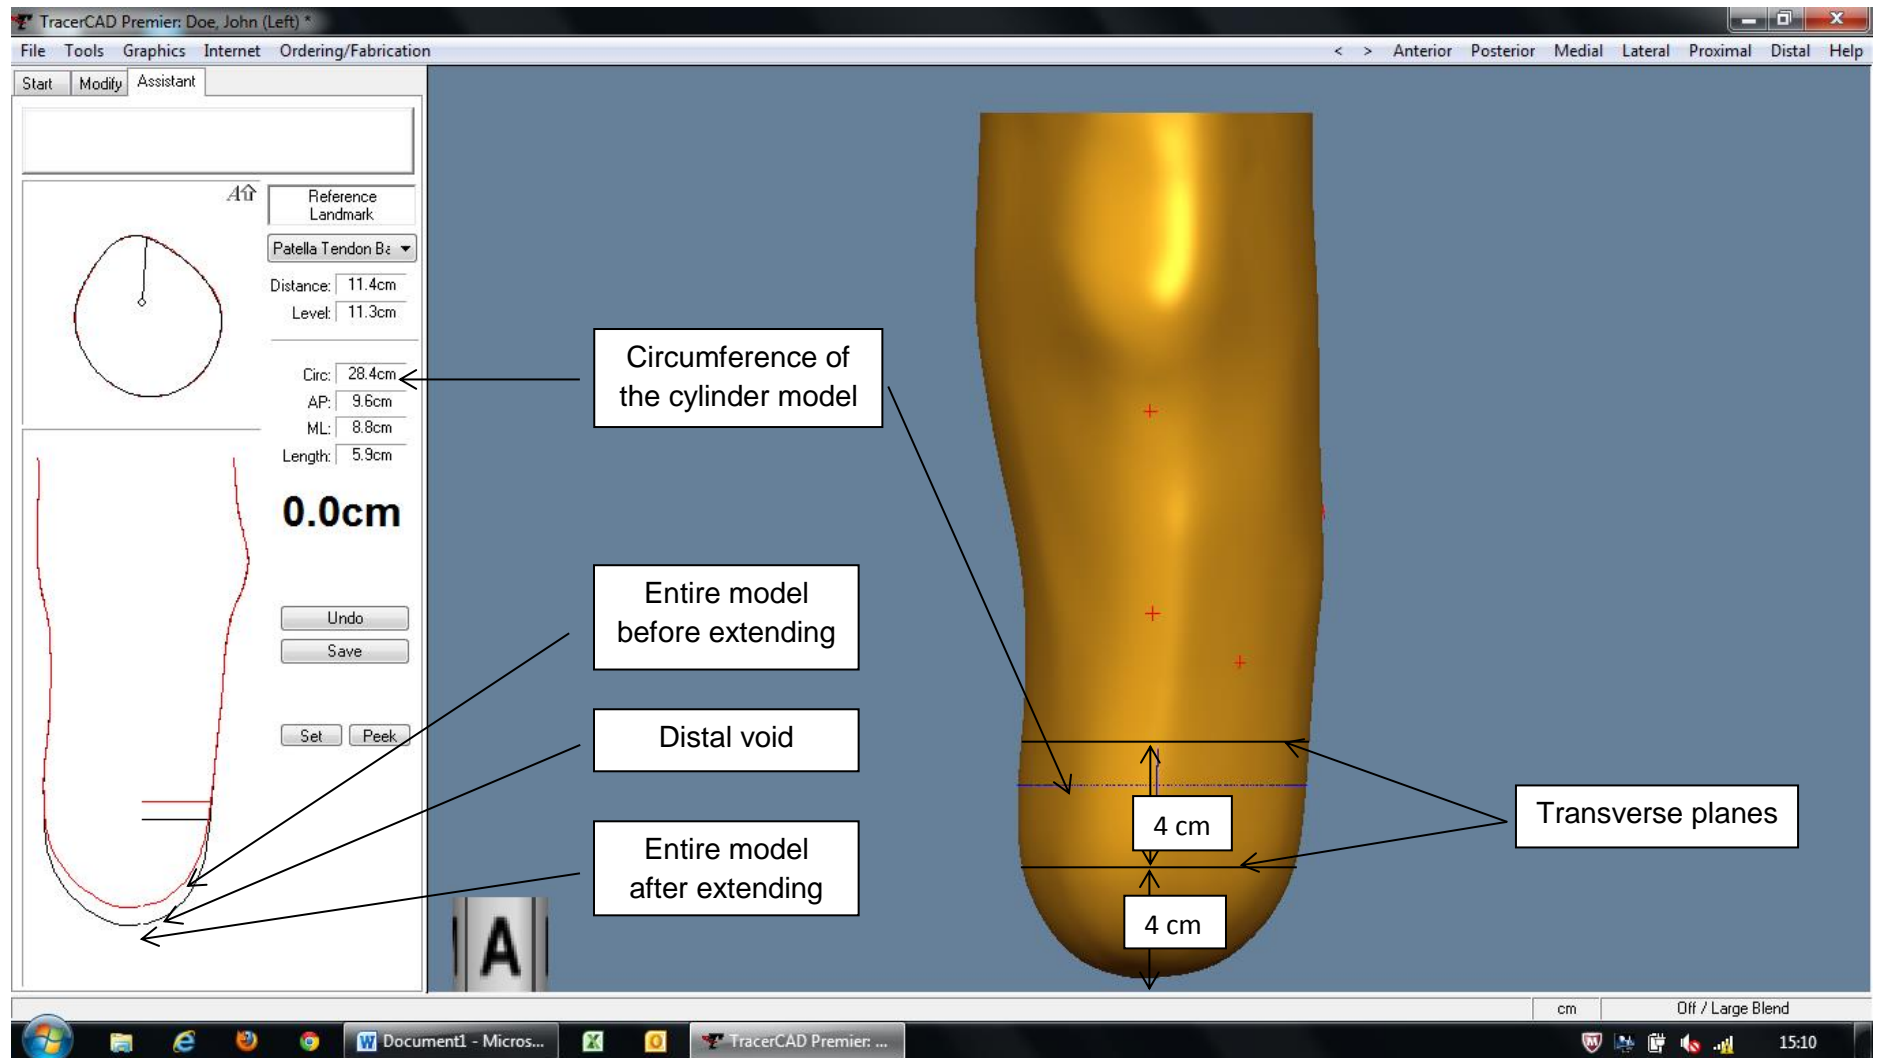 TracerCAD Premier: Doe, John (Left) *
File Tools Graphics Internet Ordering/Fabrication < > Anterior Posterior Medial Lateral Proximal Distal Help
Start Modify Assistant
A
Reference
Landmark
Patella Tendon Ba
Distance: 11.4cm
Level: 11.3cm
Circ: 28.4cm
AP: 9.6cm
ML: 8.8cm
Length: 5.9cm
0.0cm
Undo
Save
Set Peek
Circumference of
the cylinder model
Entire model
before extending
Distal void
Entire model
after extending
4 cm
4 cm
Transverse planes
A
cm Off / Large Blend
Document1 - Micros... TracerCAD Premier: ... 15:10